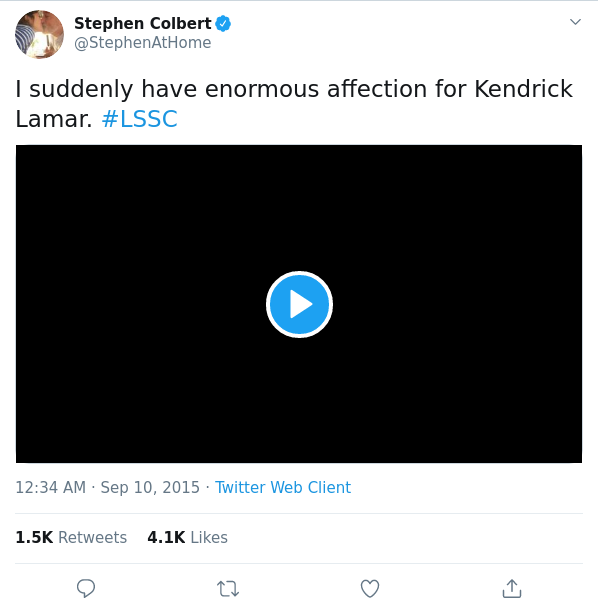 Stephen Colbert
@StephenAtHome
I suddenly have enormous affection for Kendrick
Lamar. #LSSC
12:34 AM · Sep 10, 2015 · Twitter Web Client
1.5K Retweets 4.1K Likes